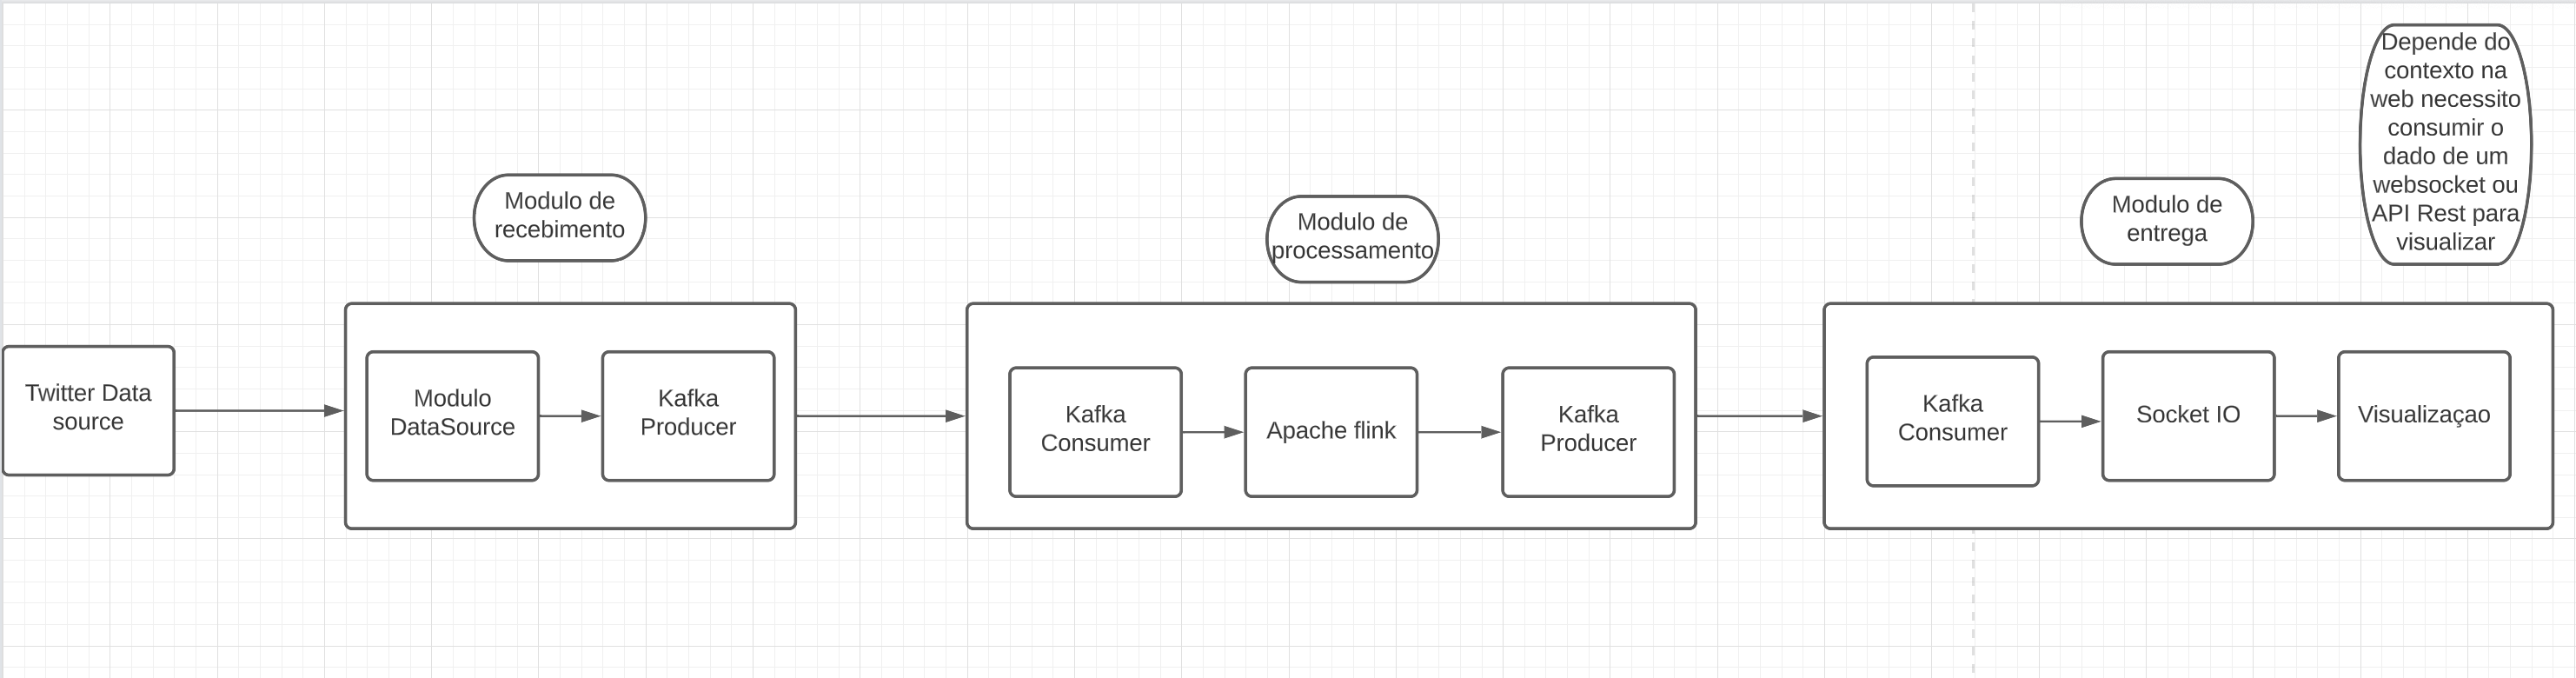 Depende do
contexto na
web necessito
consumir o
dado de um
websocket ou
API Rest para
visualizar
Modulo de
recebimento
Modulo de
processamento
Modulo de
entrega
Twitter Data
source
Modulo
DataSource
Kafka
Producer
Kafka
Consumer
Apache flink
Kafka
Producer
Kafka
Consumer
Socket IO
Visualizaçao